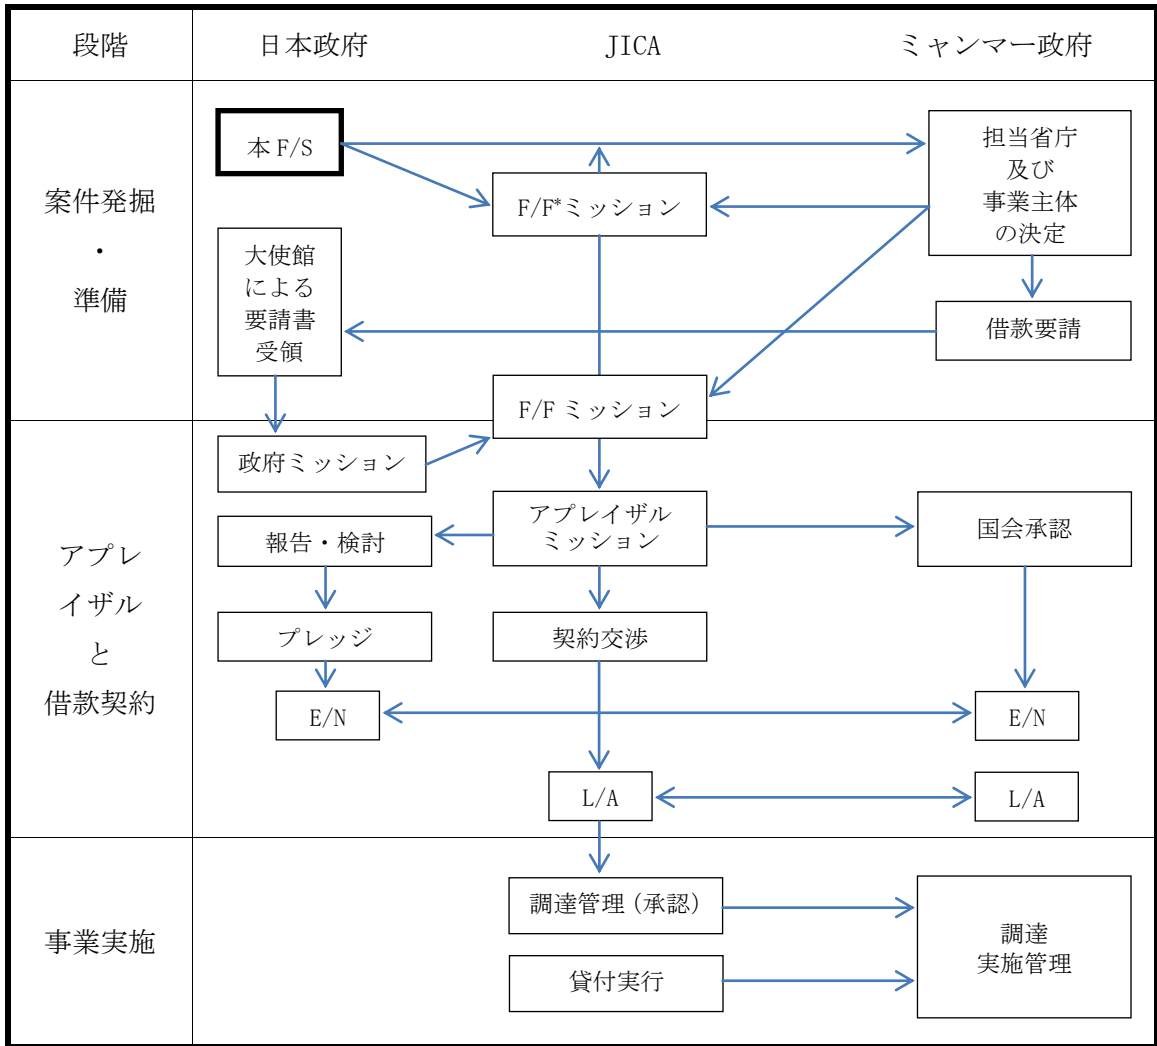 段階
日本政府
JICA
ミャンマー政府
案件発掘
・
準備
本 F/S
F/F*ミッション
担当省庁
及び
事業主体
の決定
大使館
による
要請書
受領
借款要請
F/F ミッション
アプレ
イザル
と
借款契約
政府ミッション
アプレイザル
ミッション
国会承認
報告・検討
プレッジ
契約交渉
E/N
E/N
L/A
L/A
事業実施
調達管理(承認)
貸付実行
調達
実施管理